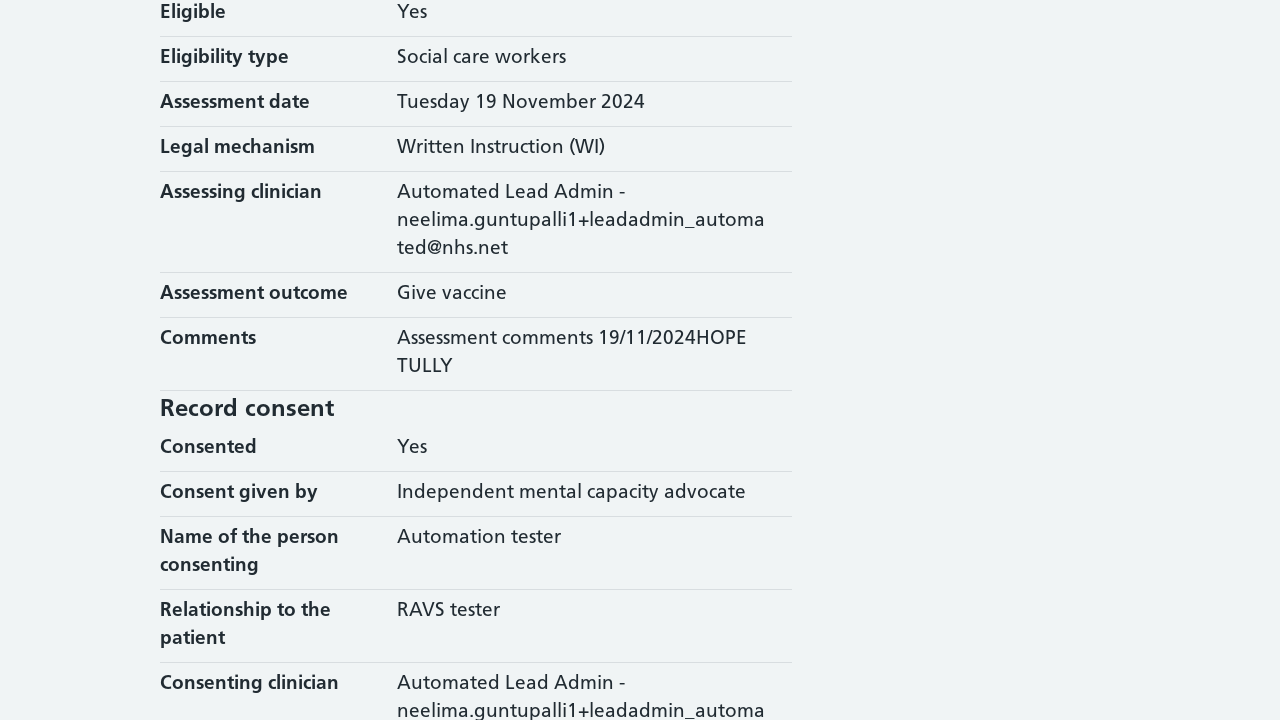 Eligible Yes
Eligibility type Social care workers
Assessment date Tuesday 19 November 2024
Legal mechanism Written Instruction (WI)
Assessing clinician Automated Lead Admin -
neelima.guntupalli1+leadadmin_automa
ted@nhs.net
Assessment outcome Give vaccine
Comments Assessment comments 19/11/2024HOPE
TULLY
Record consent
Consented Yes
Consent given by Independent mental capacity advocate
Name of the person Automation tester
consenting
Relationship to the RAVS tester
patient
Consenting clinician Automated Lead Admin -
neelima.guntupalli1+leadadmin_automa